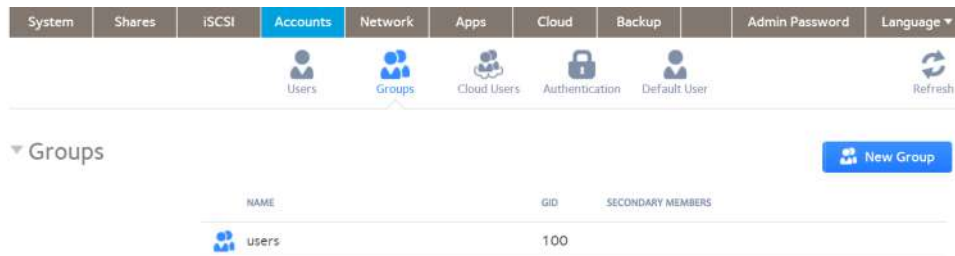 System Shares iSCSI Accounts Network Apps Cloud Backup Admin Password Language
Users Groups Cloud Users Authentication Default User Refresh
Groups New Group
NAME GID SECONDARY MEMBERS
users 100